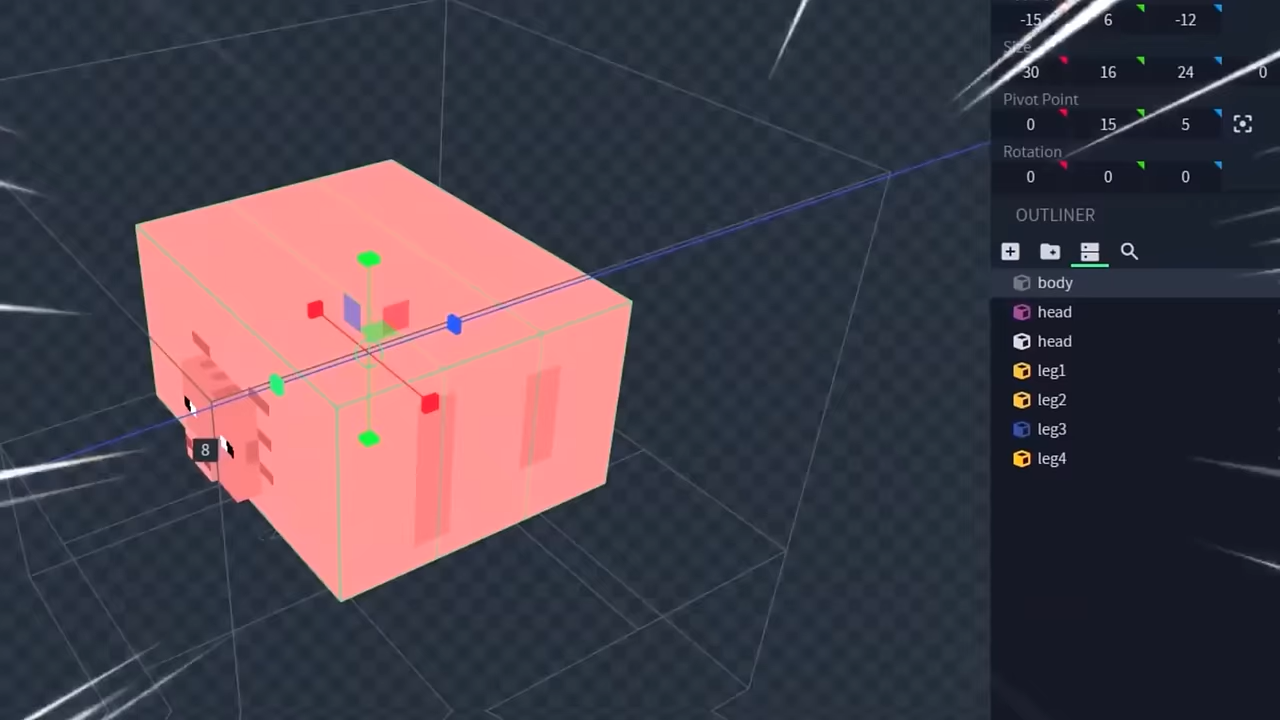 -15 6 -12
Size
30 16 24 0
Pivot Point
0 15 5
Rotation
0 0 0
OUTLINER
body
head
head
leg1
leg2
leg3
leg4
8